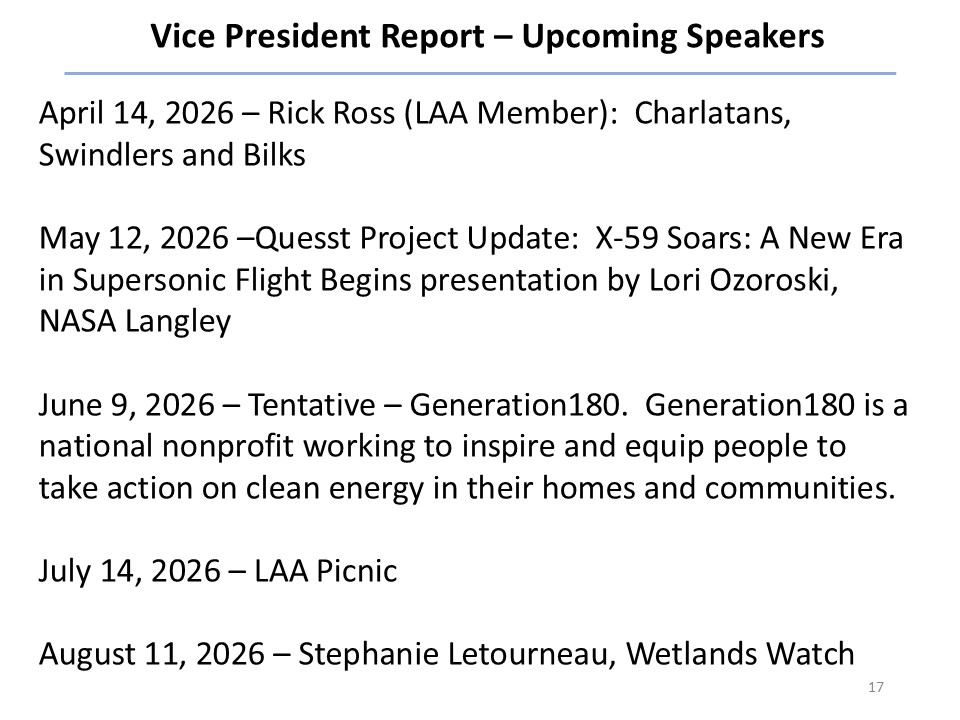 Vice President Report – Upcoming Speakers
April 14, 2026 – Rick Ross (LAA Member):  Charlatans,
Swindlers and Bilks
May 12, 2026 –Quesst Project Update:  X-59 Soars: A New Era
in Supersonic Flight Begins presentation by Lori Ozoroski,
NASA Langley
June 9, 2026 – Tentative – Generation180.  Generation180 is a
national nonprofit working to inspire and equip people to
take action on clean energy in their homes and communities.
July 14, 2026 – LAA Picnic
August 11, 2026 – Stephanie Letourneau, Wetlands Watch
17